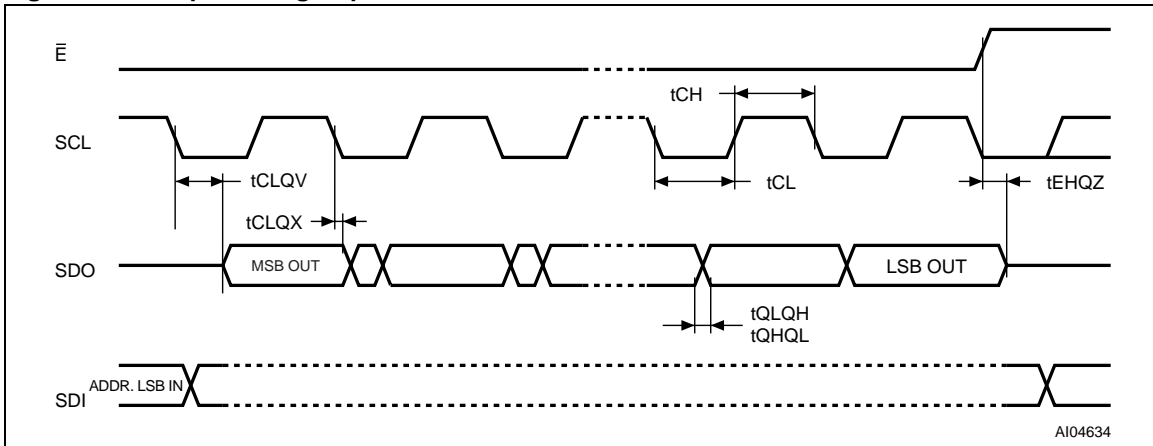 Ē
tCH
SCL
tCLQV
tCL
tEHQZ
tCLQX
SDO
MSB OUT
LSB OUT
tQLQH
tQHQL
ADDR. LSB IN
SDI
AI04634